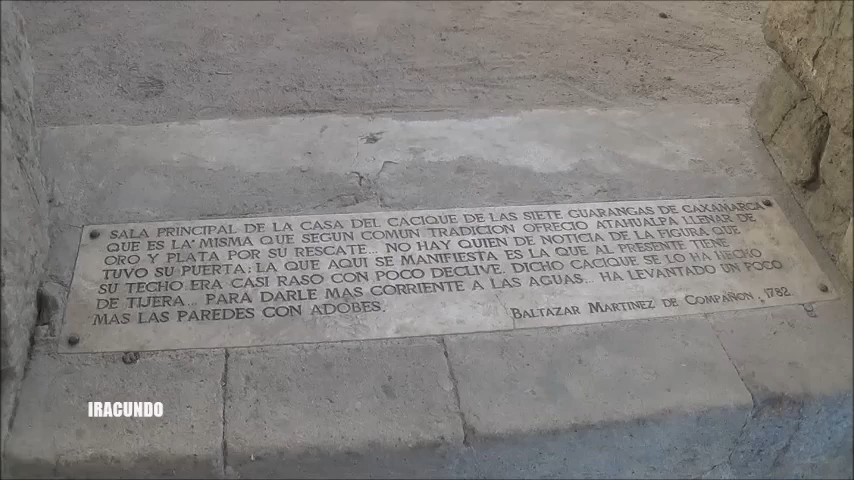 SALA PRINCIPAL DE LA CASA DEL CACIQUE DE LAS SIETE GUARANGAS DE CAXAMARCA
QUE ES LA MISMA QUE SEGUN COMUN TRADICION OFRECIO ATAHUALPA LLENAR DE
ORO Y PLATA POR SU RESCATE... NO HAY QUIEN DE NOTICIA DE LA FIGURA QUE
TUVO SU PUERTA: LA QUE AQUI SE MANIFIESTA ES LA QUE AL PRESENTE TIENE
SU TECHO ERA CASI RASO CON POCO DECLIVE. DICHO CACIQUE SE LO HA HECHO
DE TIJERA... PARA DARLE MAS CORRIENTE A LAS AGUAS... HA LEVANTADO UN POCO
MAS LAS PAREDES CON ADOBES.
BALTAZAR MARTINEZ DE COMPAÑON, 1782
IRACUNDO